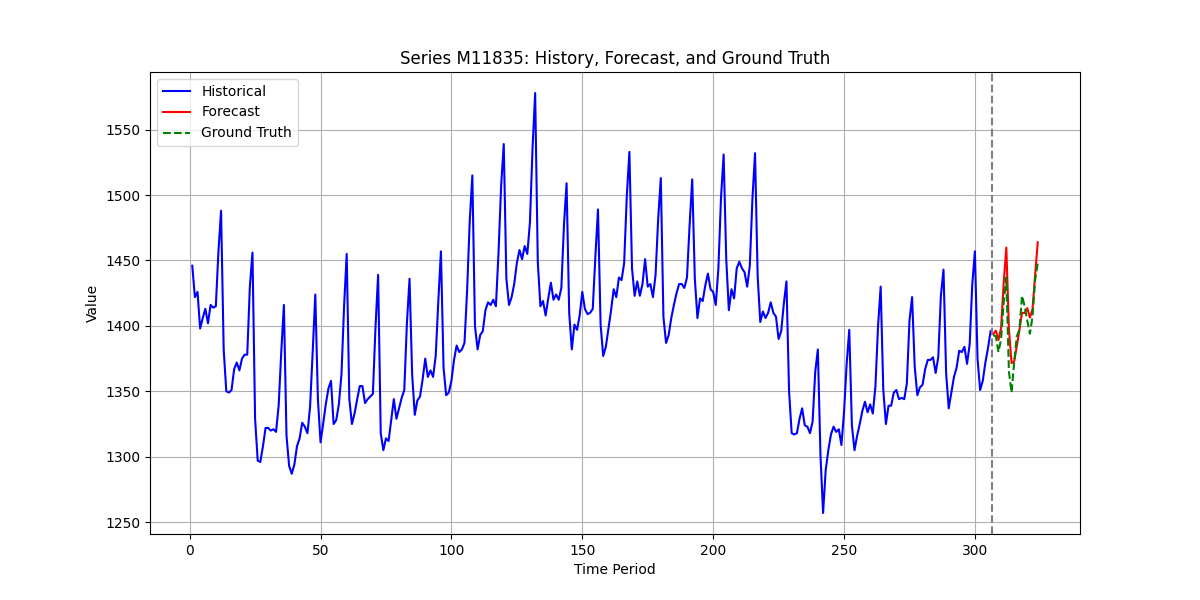 Series M11835: History, Forecast, and Ground Truth
Historical
Forecast
Ground Truth
1550
1500
1450
1400
1350
1300
1250
Value
0 50 100 150 200 250 300
Time Period